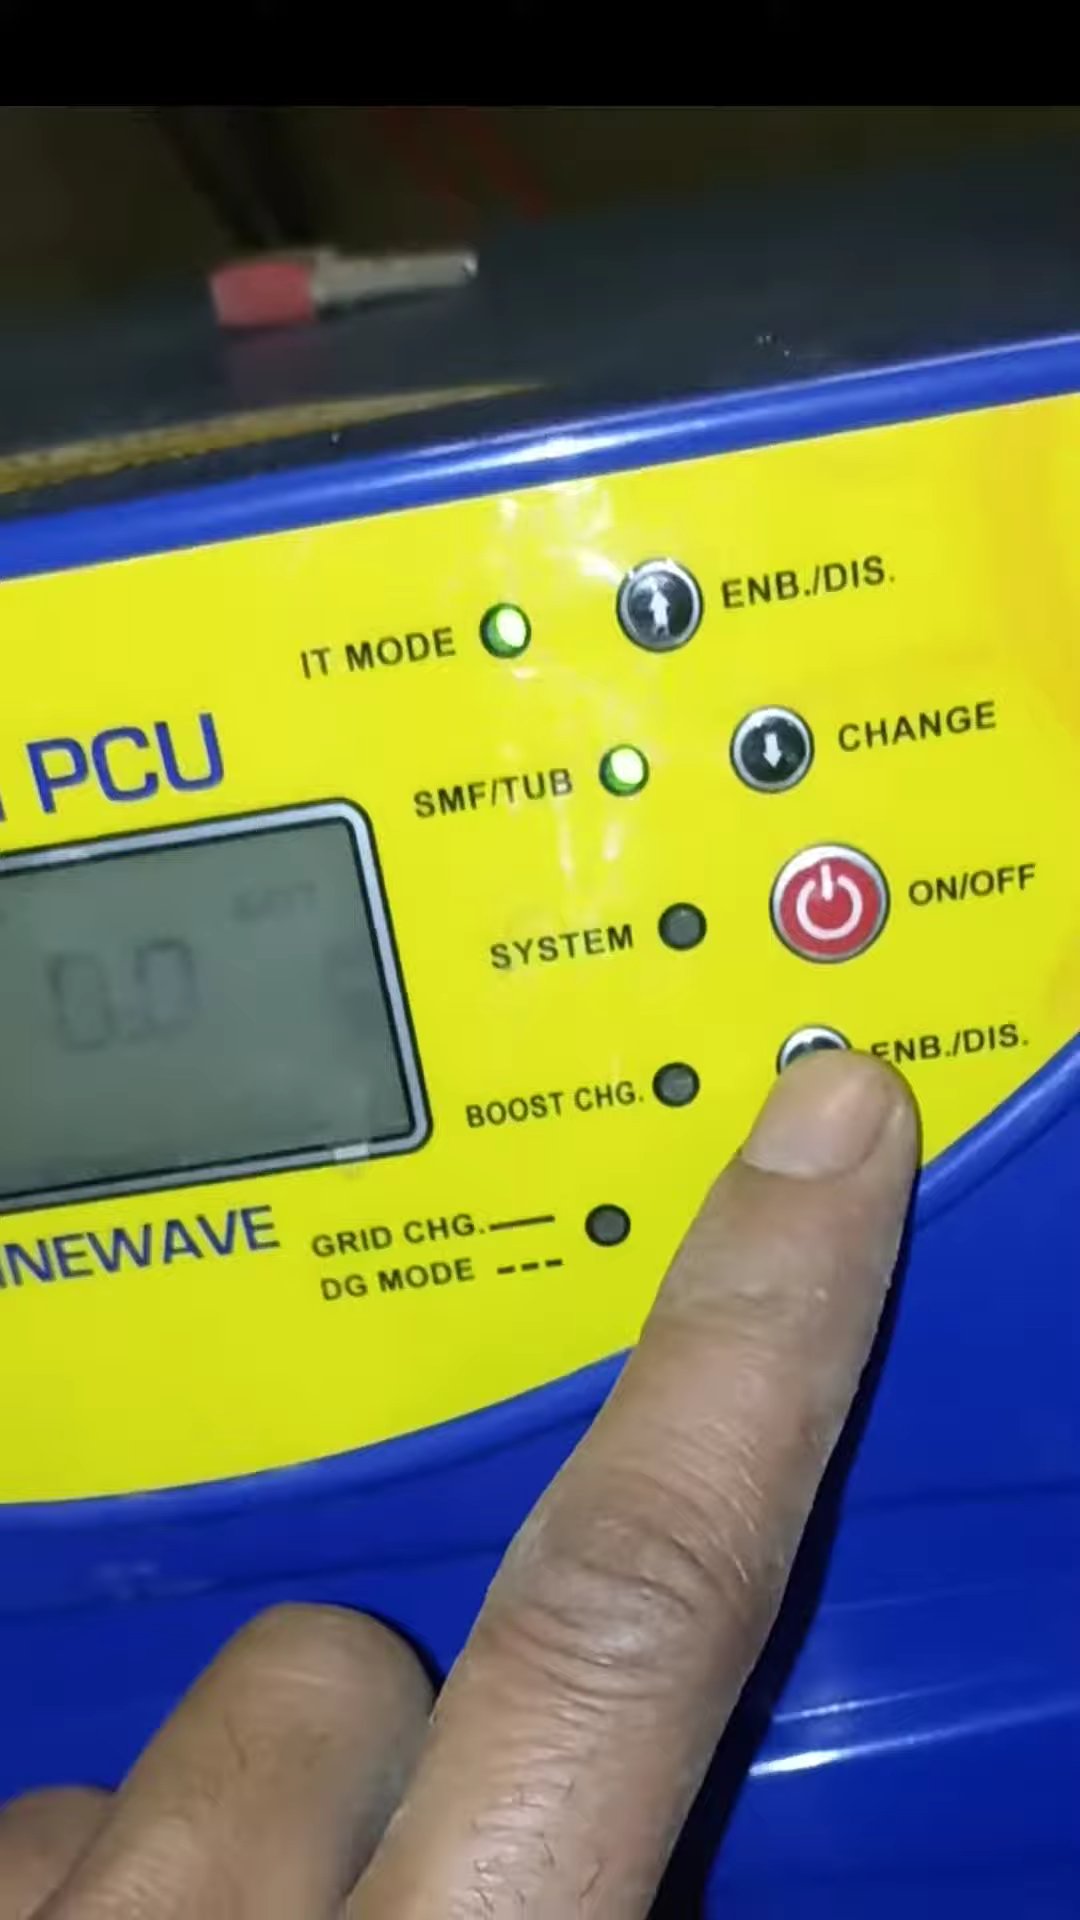 IT MODE
ENB./DIS.
PCU
SMF/TUB
CHANGE
0.0
SYSTEM
ON/OFF
BOOST CHG.
ENB./DIS.
GRID CHG.
DG MODE
INEWAVE